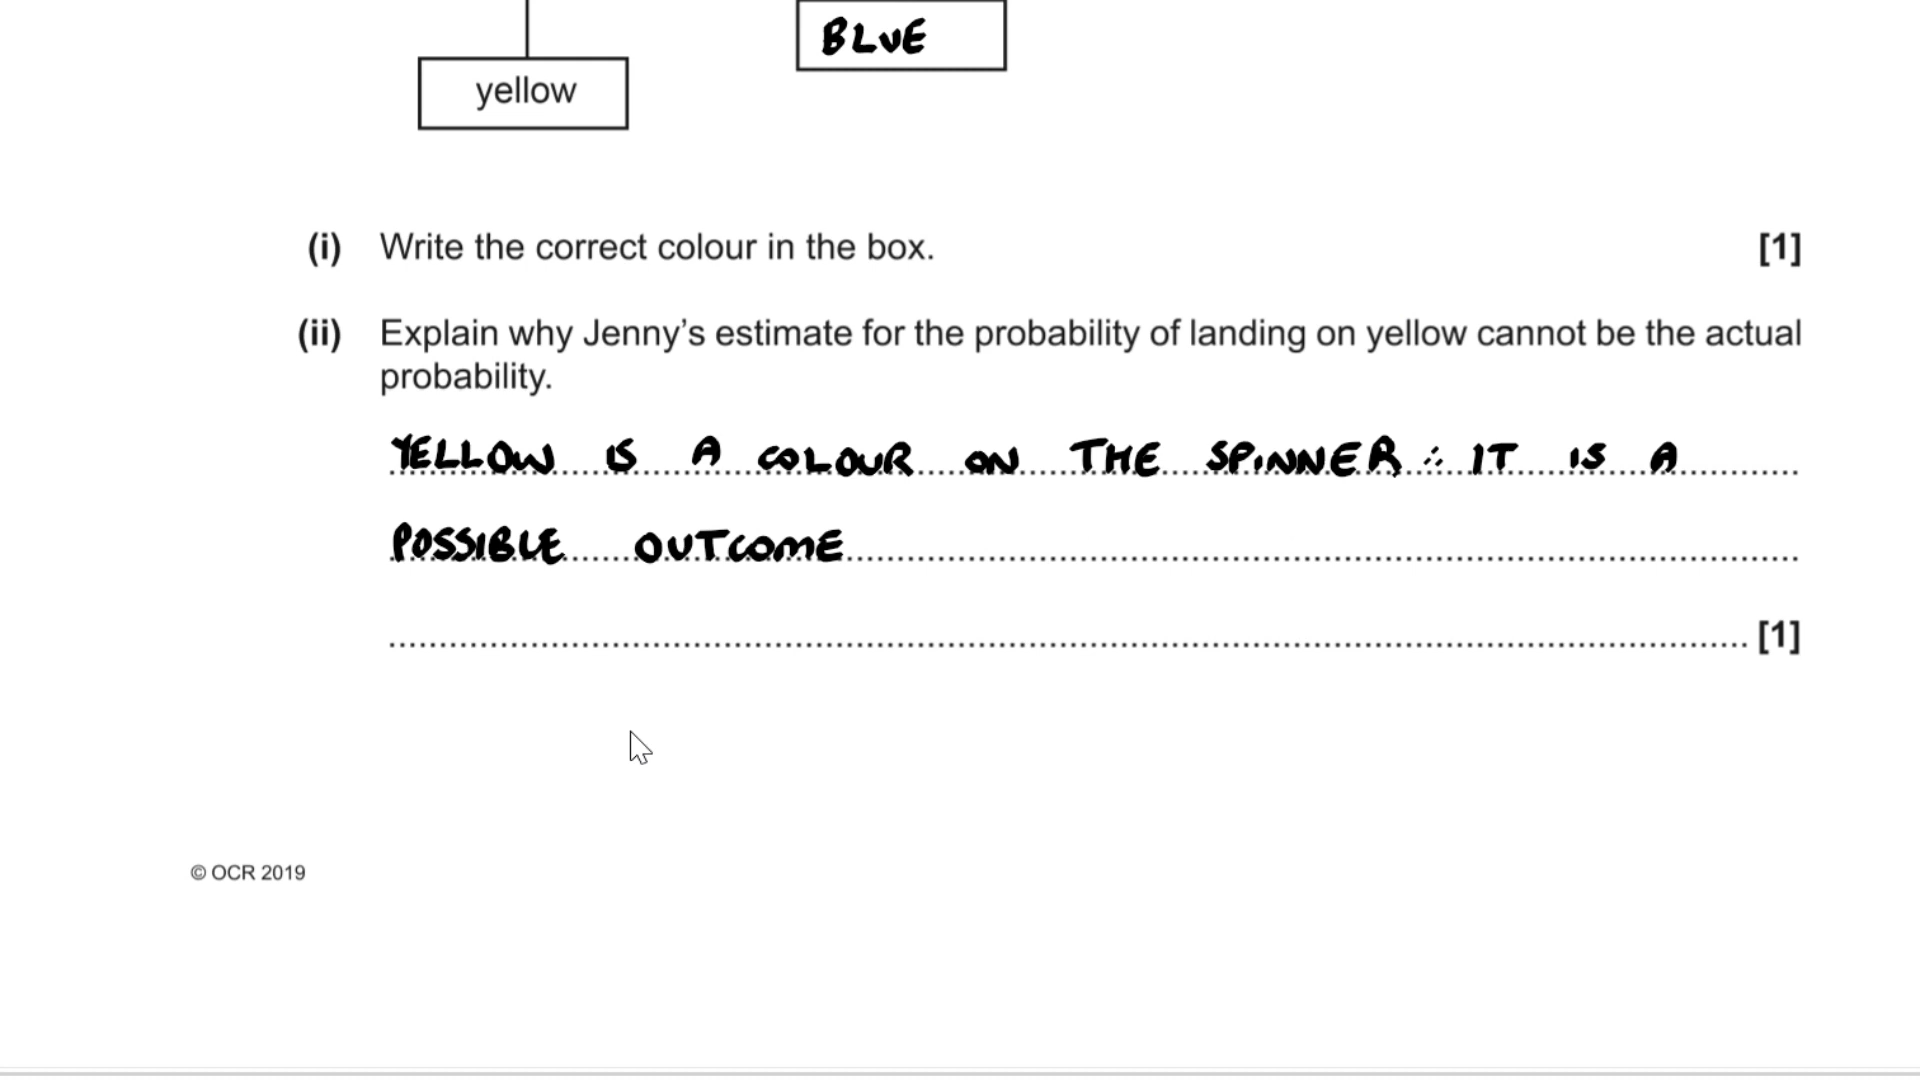 BLUE
yellow
(i) Write the correct colour in the box. [1]
(ii) Explain why Jenny's estimate for the probability of landing on yellow cannot be the actual
probability.
YELLOW IS A COLOUR ON THE SPINNER ∴ IT IS A
POSSIBLE OUTCOME
[1]
© OCR 2019